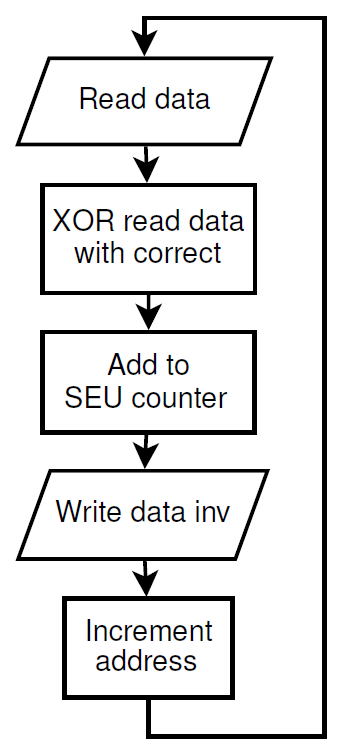 Read data
XOR read data
with correct
Add to
SEU counter
Write data inv
Increment
address